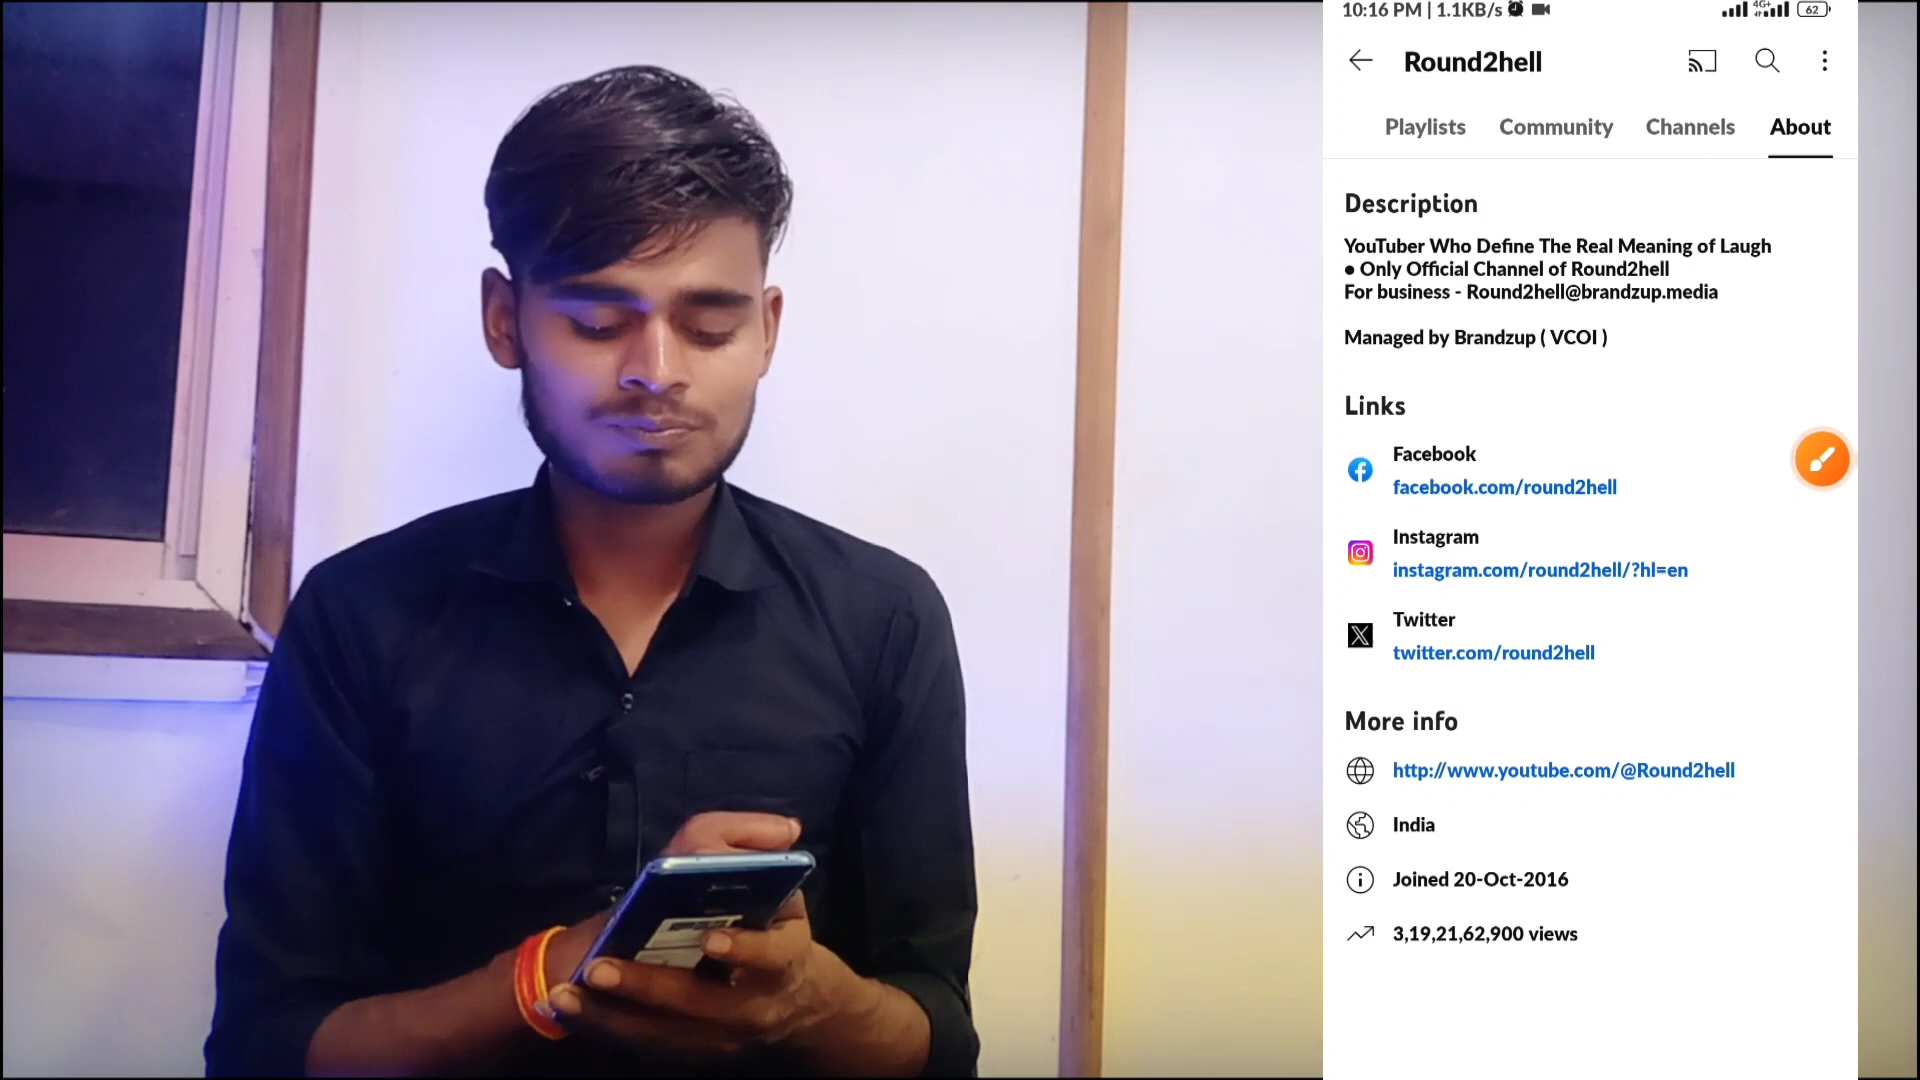 10:16 PM | 1.1KB/s
4G+
62
Round2hell
Playlists Community Channels About
Description
YouTuber Who Define The Real Meaning of Laugh
● Only Official Channel of Round2hell
For business - Round2hell@brandzup.media
Managed by Brandzup ( VCOI )
Links
Facebook
facebook.com/round2hell
Instagram
instagram.com/round2hell/?hl=en
Twitter
twitter.com/round2hell
More info
http://www.youtube.com/@Round2hell
India
Joined 20-Oct-2016
3,19,21,62,900 views